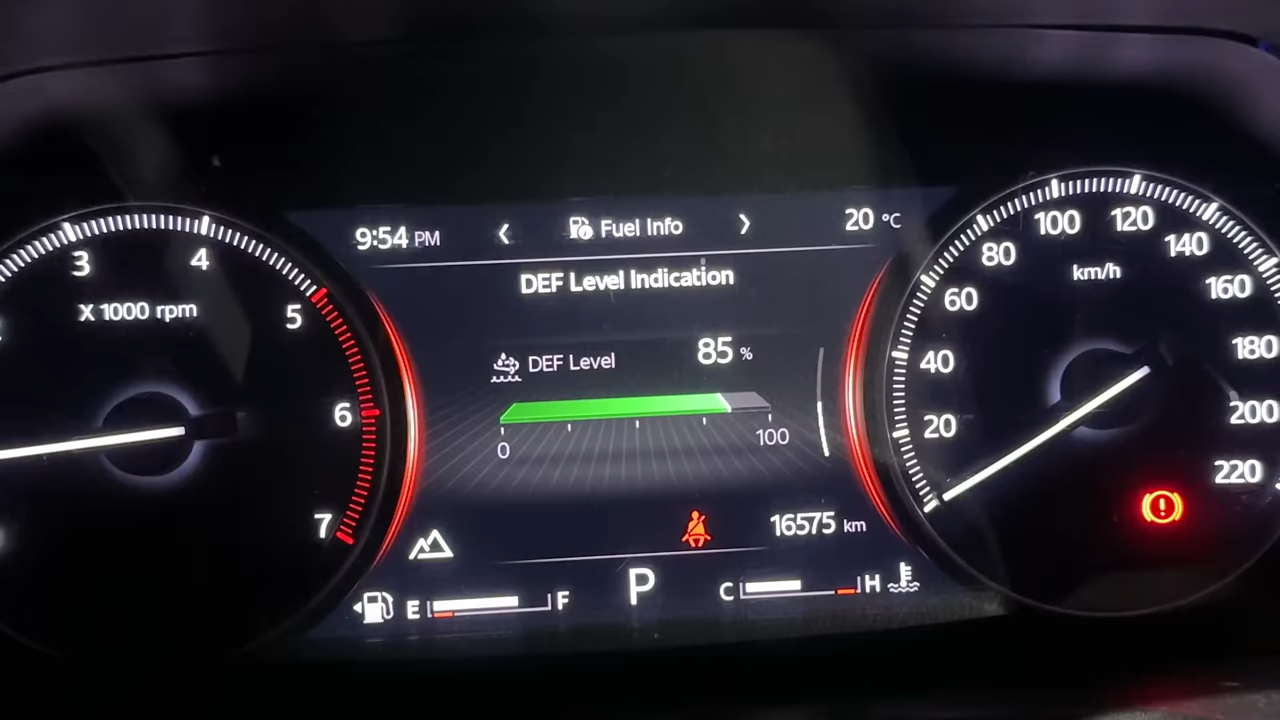 9:54 PM
Fuel Info
20 °C
DEF Level Indication
DEF Level
85 %
0
100
16575 km
E
F
P
C
H
3
4
5
6
7
X 1000 rpm
20
40
60
80
100
120
140
160
180
200
220
km/h